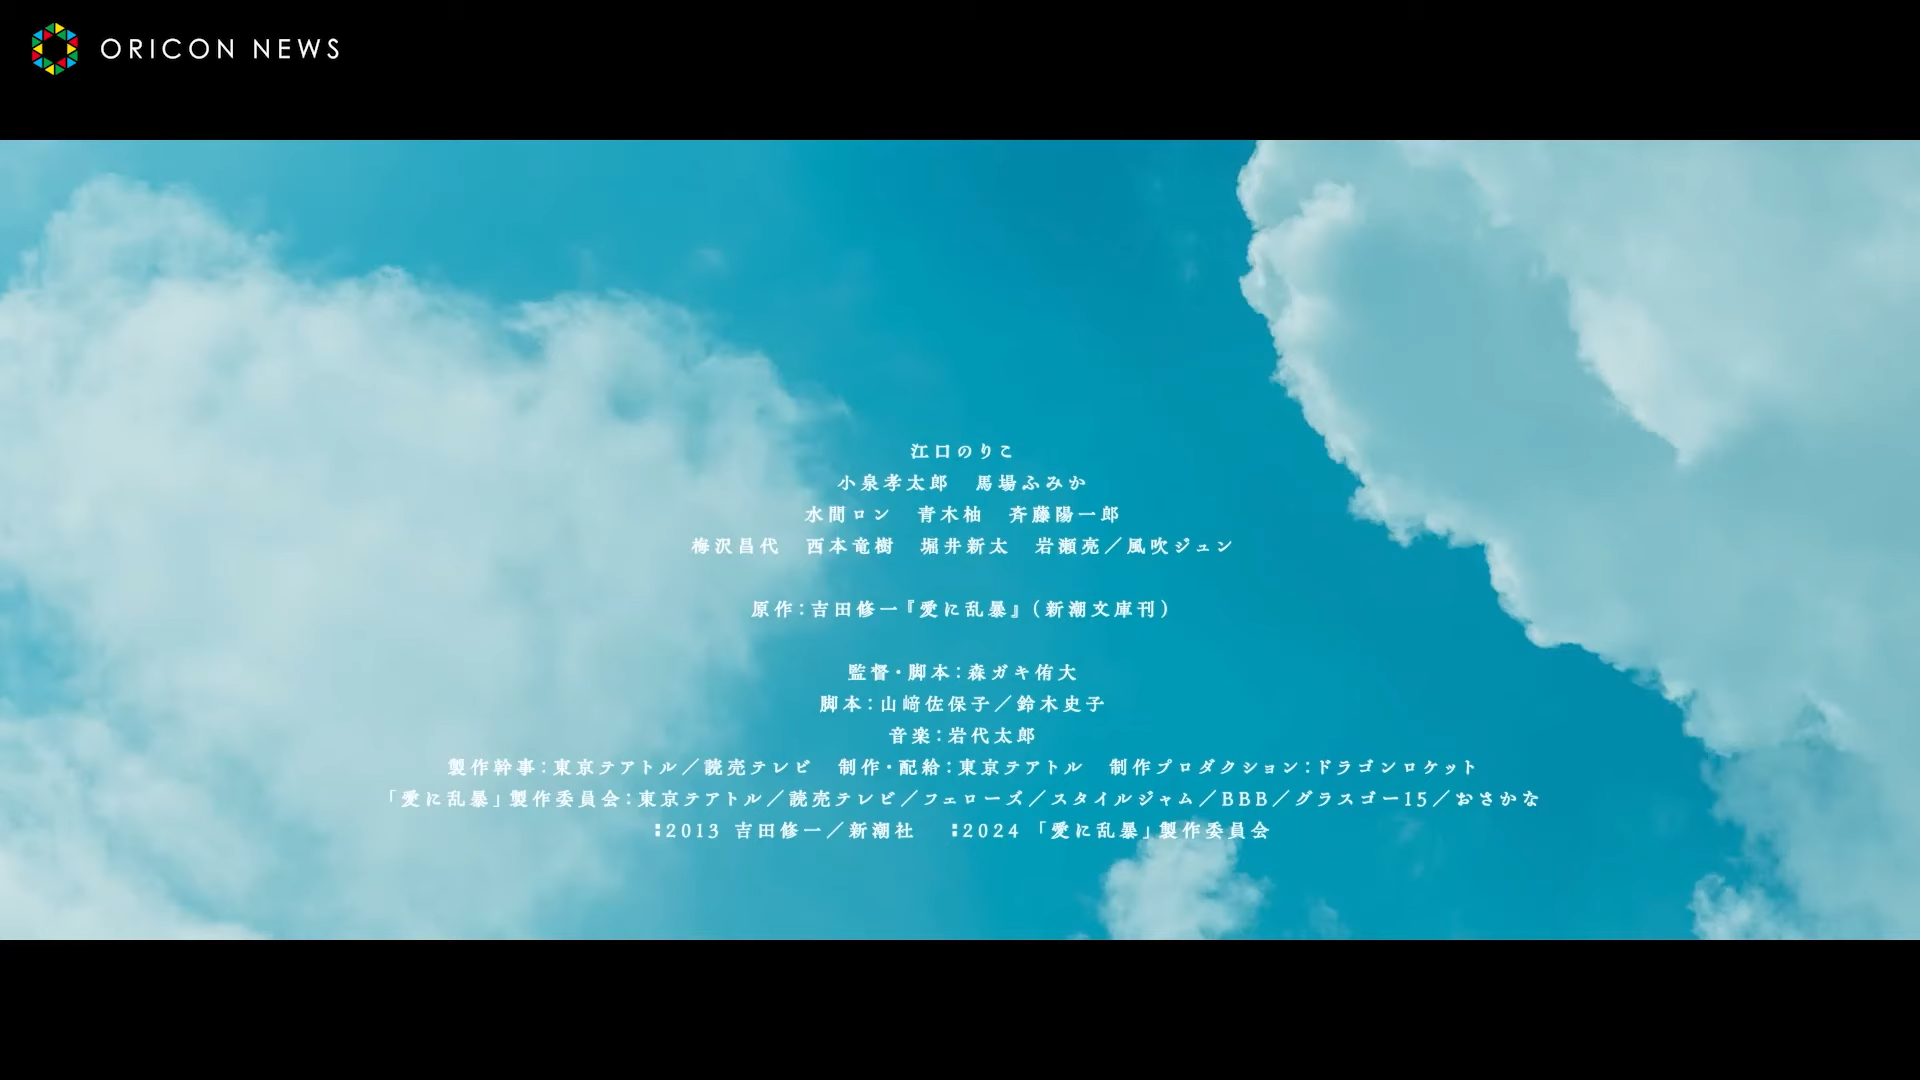 ORICON NEWS
江口のりこ
小泉孝太郎　馬場ふみか
水間ロン　青木柚　斉藤陽一郎
梅沢昌代　西本竜樹　堀井新太　岩瀬亮／風吹ジュン
原作：吉田修一『愛に乱暴』（新潮文庫刊）
監督・脚本：森ガキ侑大
脚本：山﨑佐保子／鈴木史子
音楽：岩代太郎
製作幹事：東京テアトル／読売テレビ　制作・配給：東京テアトル　制作プロダクション：ドラゴンロケット
「愛に乱暴」製作委員会：東京テアトル／読売テレビ／フェローズ／スタイルジャム／BBB／グラスゴー15／おさかな
:2013 吉田修一／新潮社　:2024 「愛に乱暴」製作委員会